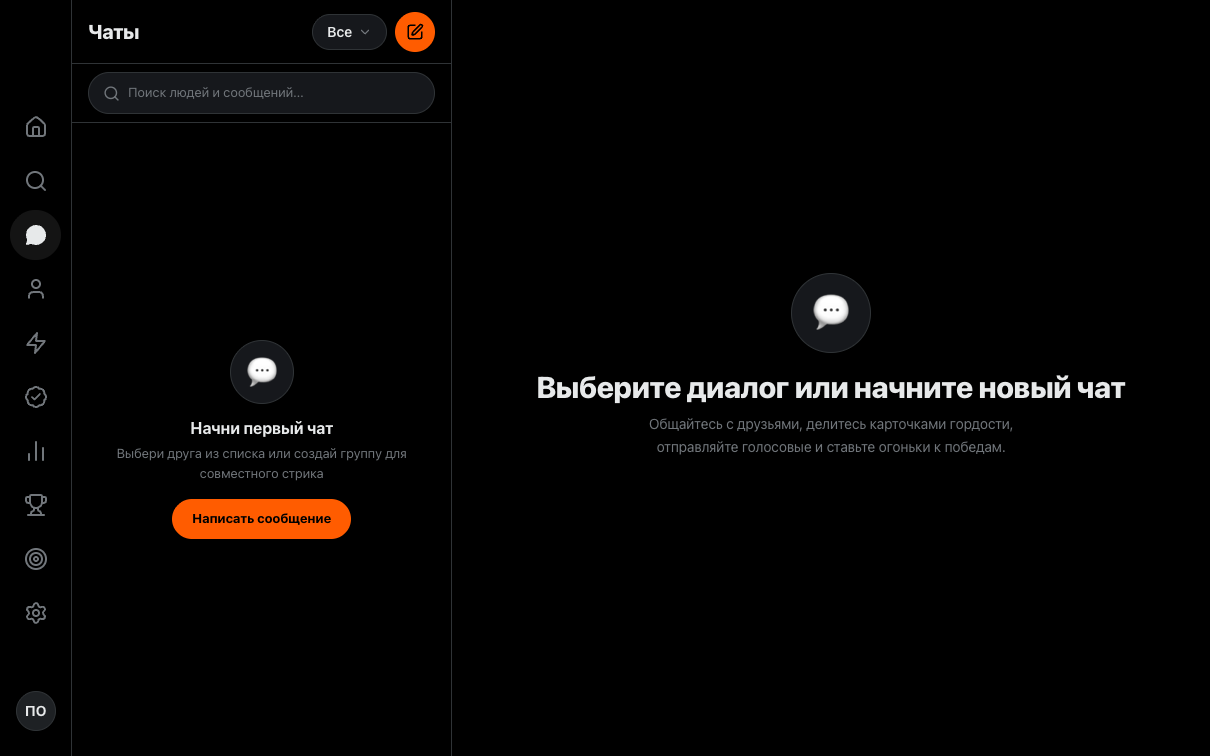 Чаты
Все
Поиск людей и сообщений...
Начни первый чат
Выбери друга из списка или создай группу для
совместного стрика
Написать сообщение
Выберите диалог или начните новый чат
Общайтесь с друзьями, делитесь карточками гордости,
отправляйте голосовые и ставьте огоньки к победам.
ПО